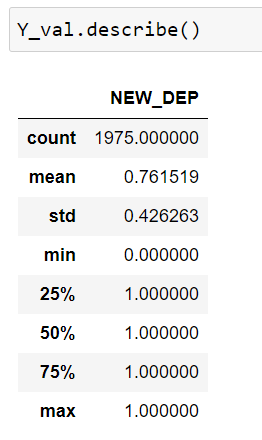 Y_val.describe()
NEW_DEP
count 1975.000000
mean 0.761519
std 0.426263
min 0.000000
25% 1.000000
50% 1.000000
75% 1.000000
max 1.000000